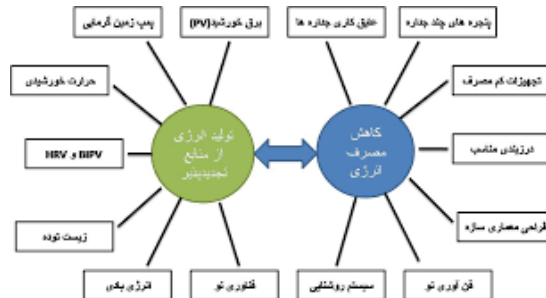 پنجره های چند جداره
عایق کاری جداره ها
برق خورشید(PV)
پمپ زمین گرمایی
تجهیزات کم مصرف
حرارت خورشیدی
کاهش
مصرف
انرژی
تولید انرژی
از منابع
تجدیدپذیر
درزبندی مناسب
BIPV و HRV
طراحی معماری سازه
زیست توده
فن آوری نو
سیستم روشنایی
فناوری نو
انرژی بادی